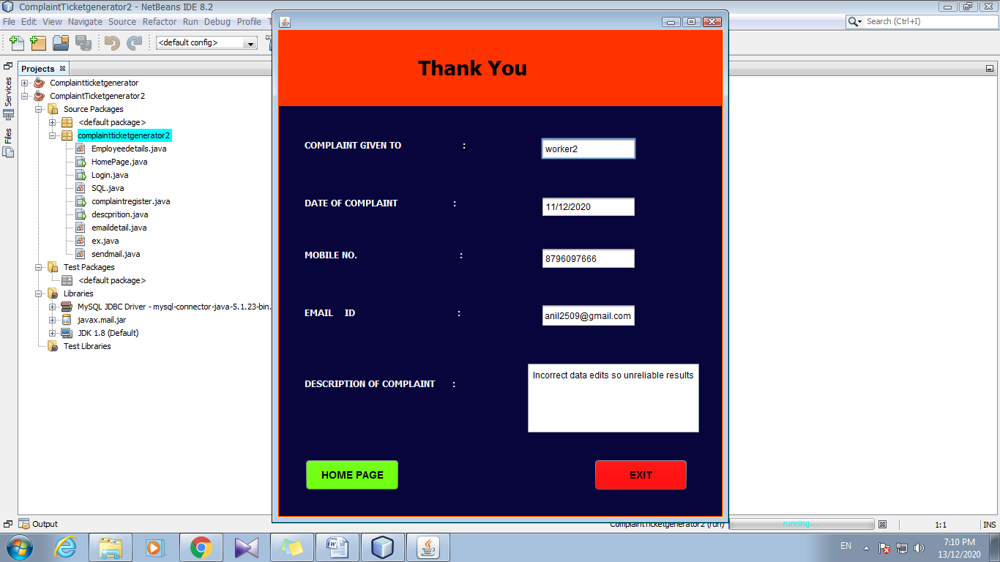 ComplaintTicketgenerator2 - NetBeans IDE 8.2
File Edit View Navigate Source Refactor Run Debug Profile
Search (Ctrl+I)
<default config>
Projects
Services
Files
Complaintticketgenerator
ComplaintTicketgenerator2
Source Packages
<default package>
complaintticketgenerator2
Employeedetails.java
HomePage.java
Login.java
SQL.java
complaintregister.java
descprition.java
emaildetail.java
ex.java
sendmail.java
Test Packages
<default package>
Libraries
MySQL JDBC Driver - mysql-connector-java-5.1.23-bin.
javax.mail.jar
JDK 1.8 (Default)
Test Libraries
Thank You
COMPLAINT GIVEN TO : worker2
DATE OF COMPLAINT : 11/12/2020
MOBILE NO. : 8796097666
EMAIL ID : anil2509@gmail.com
DESCRIPTION OF COMPLAINT : Incorrect data edits so unreliable results
HOME PAGE EXIT
Output
ComplaintTicketgenerator2 (run) running... 1:1 INS
EN
7:10 PM
13/12/2020